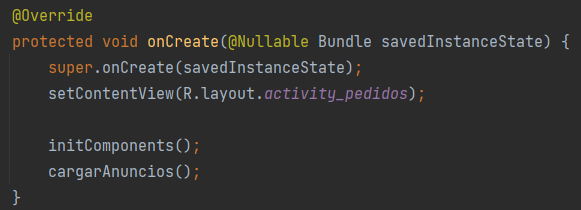 @Override
protected void onCreate(@Nullable Bundle savedInstanceState) {
    super.onCreate(savedInstanceState);
    setContentView(R.layout.activity_pedidos);

    initComponents();
    cargarAnuncios();
}